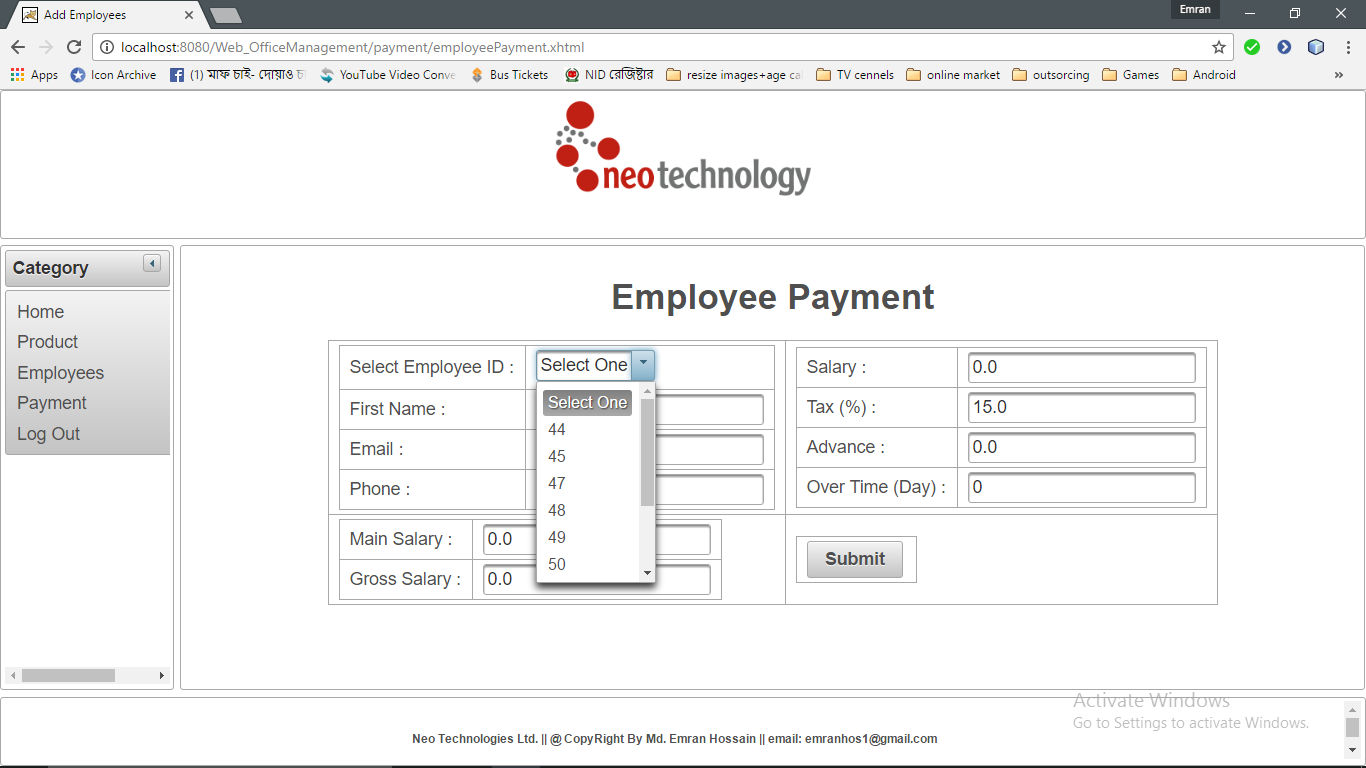 Add Employees
Emran
localhost:8080/Web_OfficeManagement/payment/employeePayment.xhtml
Apps Icon Archive (1) মাফ চাই- দোয়াও YouTube Video Conve Bus Tickets NID রেজিষ্টার resize images+age ca TV cennels online market outsorcing Games Android »
neotechnology
Category
Home
Product
Employees
Payment
Log Out
Employee Payment
Select Employee ID : Select One
Select One
44
45
47
48
49
50
First Name :
Email :
Phone :
Salary : 0.0
Tax (%) : 15.0
Advance : 0.0
Over Time (Day) : 0
Main Salary : 0.0
Gross Salary : 0.0
Submit
Activate Windows
Go to Settings to activate Windows.
Neo Technologies Ltd. || @ CopyRight By Md. Emran Hossain || email: emranhos1@gmail.com